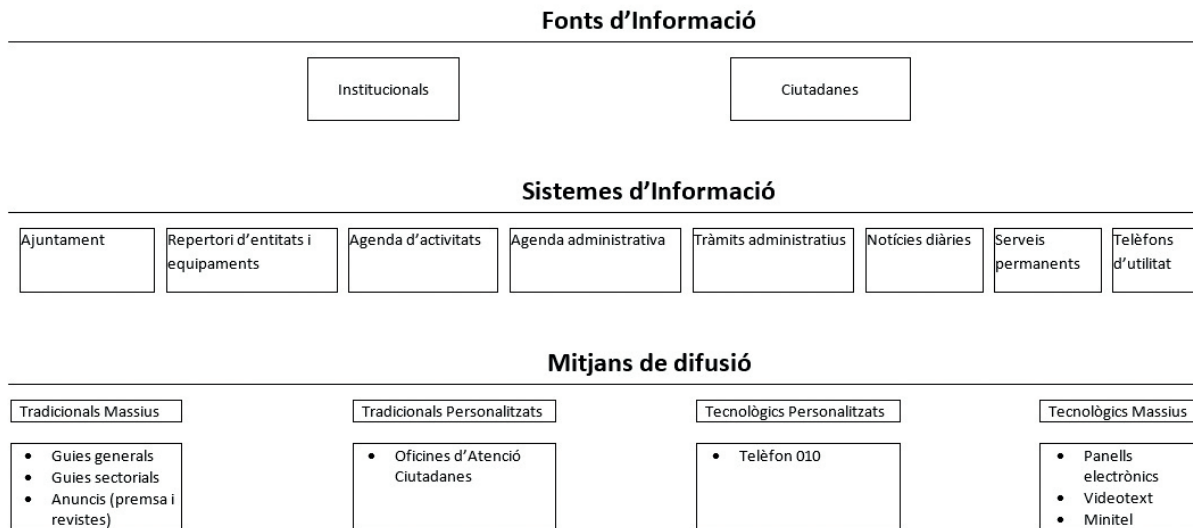 Fonts d’Informació
Institucionals
Ciutadanes
Sistemes d’Informació
Ajuntament
Repertori d’entitats i
equipaments
Agenda d’activitats
Agenda administrativa
Tràmits administratius
Notícies diàries
Serveis
permanents
Telèfons
d’utilitat
Mitjans de difusió
Tradicionals Massius
Tradicionals Personalitzats
Tecnològics Personalitzats
Tecnològics Massius
• Guies generals
• Guies sectorials
• Anuncis (premsa i
revistes)
• Oficines d’Atenció
Ciutadanes
• Telèfon 010
• Panells
electrònics
• Videotext
• Minitel